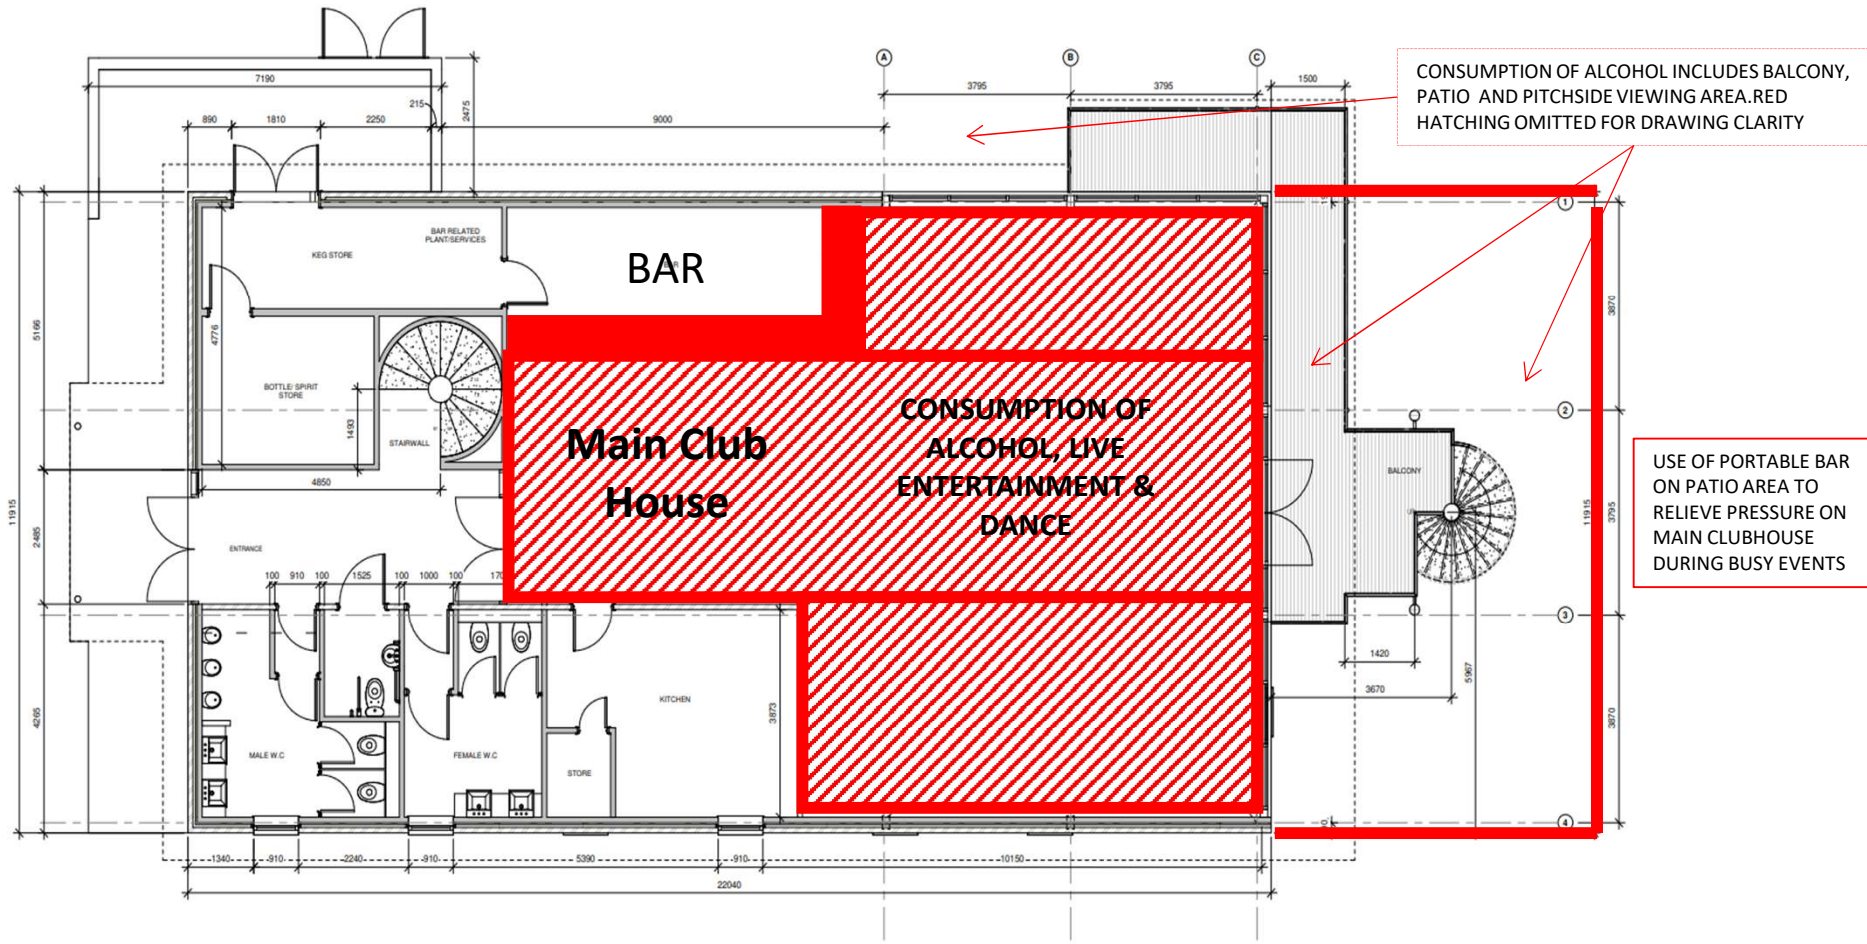 A
B
C
7190
215
2475
890
1810
2250
9000
3795
3795
1500
CONSUMPTION OF ALCOHOL INCLUDES BALCONY,
PATIO AND PITCHSIDE VIEWING AREA.RED
HATCHING OMITTED FOR DRAWING CLARITY
1
KEG STORE
BAR RELATED
PLANT/SERVICES
BAR
5166
4776
3870
BOTTLE/ SPIRIT
STORE
1493
STAIRWALL
2
Main Club
House
CONSUMPTION OF
ALCOHOL, LIVE
ENTERTAINMENT &
DANCE
BALCONY
USE OF PORTABLE BAR
ON PATIO AREA TO
RELIEVE PRESSURE ON
MAIN CLUBHOUSE
DURING BUSY EVENTS
4850
11915
2485
11915
3795
ENTRANCE
100
910
100
1525
100
1000
100
3
1420
5967
3670
4265
3873
3870
KITCHEN
MALE W.C
FEMALE W.C
STORE
4
1340
910
2240
910
5390
910
10150
22040